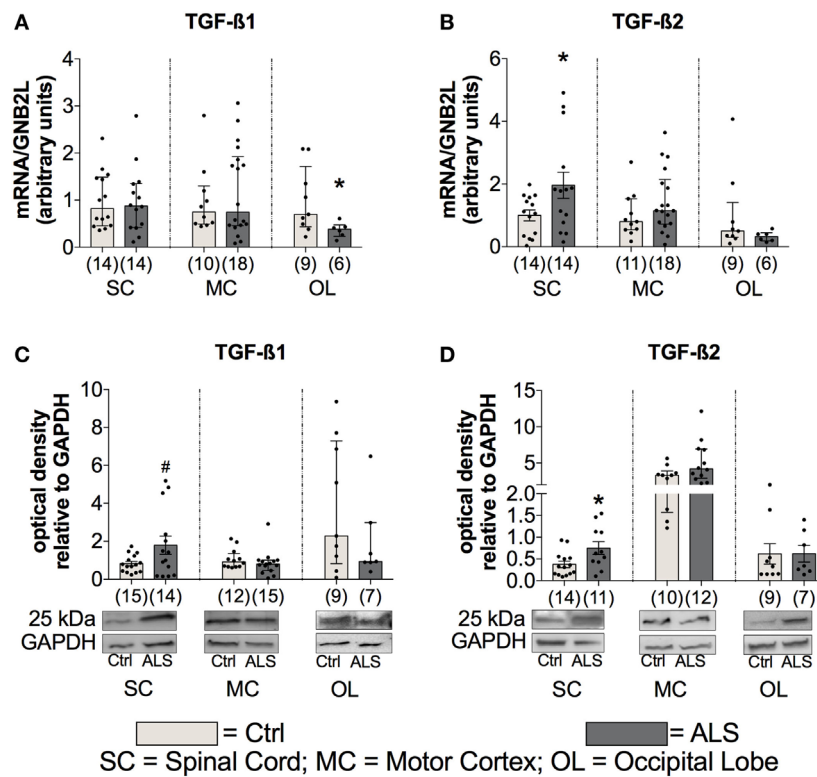 A TGF-ß1
mRNA/GNB2L
(arbitrary units)
4
3
2
1
0
(14) (14) (10) (18) (9) (6)
SC MC OL
*
B TGF-ß2
mRNA/GNB2L
(arbitrary units)
6
4
2
0
*
(14) (14) (11) (18) (9) (6)
SC MC OL
C TGF-ß1
optical density
relative to GAPDH
10
8
6
4
2
0
#
(15) (14) (12) (15) (9) (7)
25 kDa
GAPDH
Ctrl ALS Ctrl ALS Ctrl ALS
SC MC OL
D TGF-ß2
optical density
relative to GAPDH
15
10
5
2.0
1.5
1.0
0.5
0.0
*
(14) (11) (10) (12) (9) (7)
25 kDa
GAPDH
Ctrl ALS Ctrl ALS Ctrl ALS
SC MC OL
= Ctrl = ALS
SC = Spinal Cord; MC = Motor Cortex; OL = Occipital Lobe